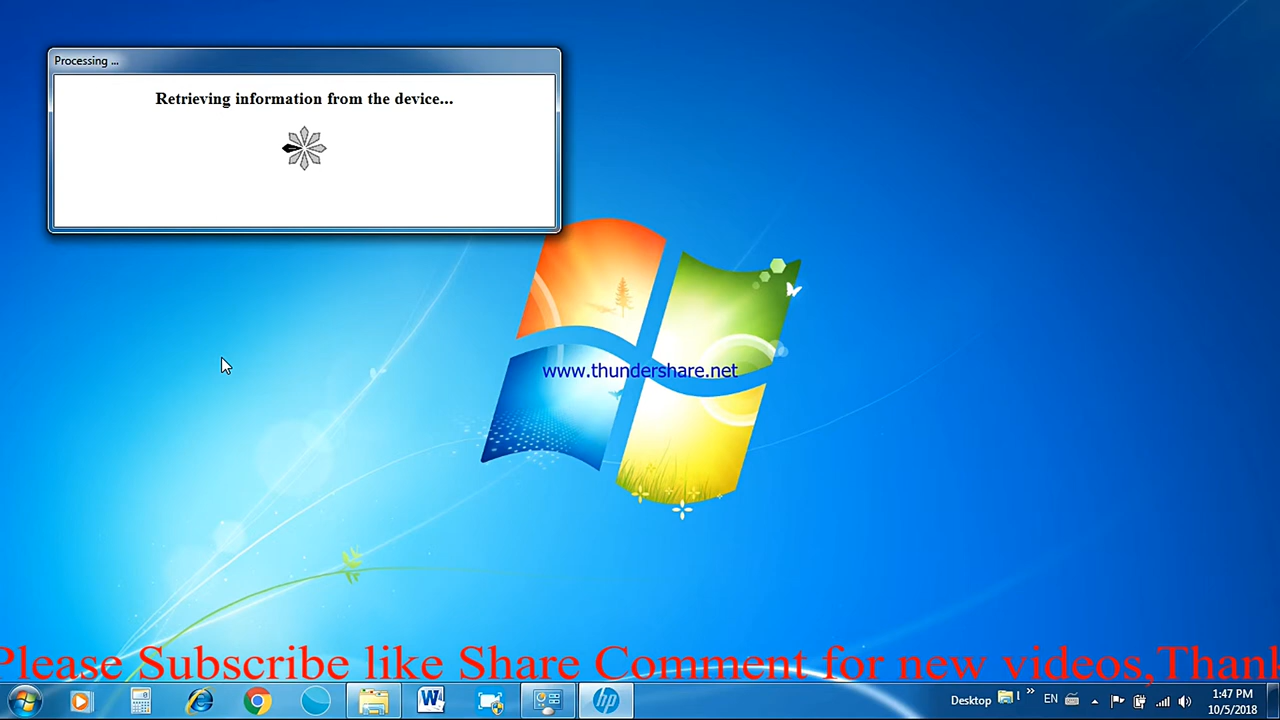 Processing ...
Retrieving information from the device...
www.thundershare.net
Please Subscribe like Share Comment for new videos,Thank
Desktop
EN
1:47 PM
10/5/2018
W
hp